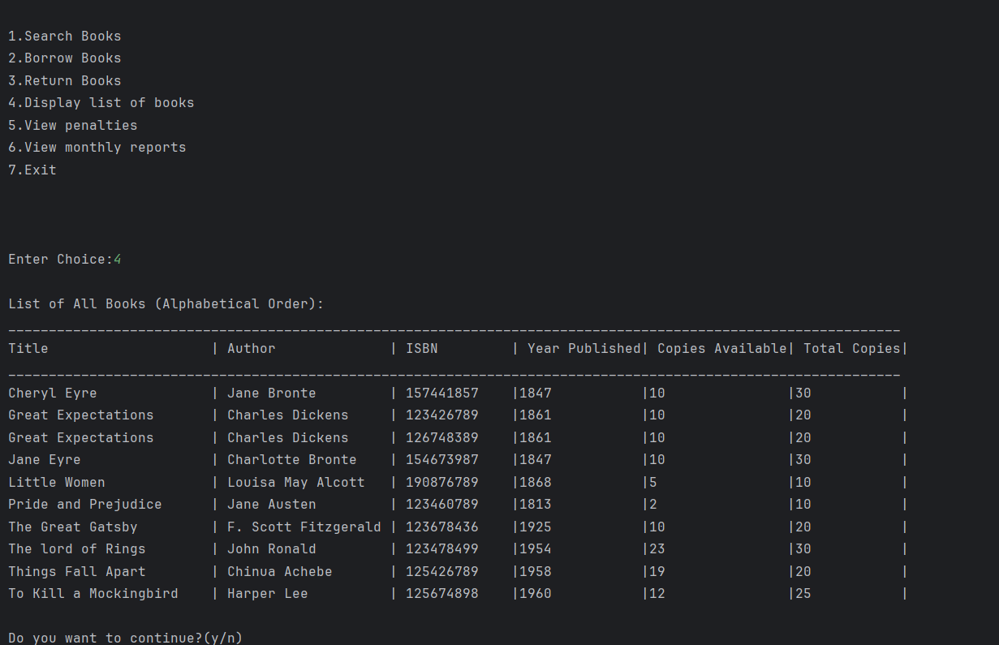 1.Search Books
2.Borrow Books
3.Return Books
4.Display list of books
5.View penalties
6.View monthly reports
7.Exit
Enter Choice:4
List of All Books (Alphabetical Order):
--------------------------------------------------------------------------------------------------------------
Title                    | Author              | ISBN         | Year Published| Copies Available| Total Copies|
--------------------------------------------------------------------------------------------------------------
Cheryl Eyre              | Jane Bronte         | 157441857    |1847           |10               |30           |
Great Expectations       | Charles Dickens     | 123426789    |1861           |10               |20           |
Great Expectations       | Charles Dickens     | 126748389    |1861           |10               |20           |
Jane Eyre                | Charlotte Bronte    | 154673987    |1847           |10               |30           |
Little Women             | Louisa May Alcott   | 190876789    |1868           |5                |10           |
Pride and Prejudice      | Jane Austen         | 123460789    |1813           |2                |10           |
The Great Gatsby         | F. Scott Fitzgerald | 123678436    |1925           |10               |20           |
The lord of Rings        | John Ronald         | 123478499    |1954           |23               |30           |
Things Fall Apart        | Chinua Achebe       | 125426789    |1958           |19               |20           |
To Kill a Mockingbird    | Harper Lee          | 125674898    |1960           |12               |25           |
Do you want to continue?(y/n)